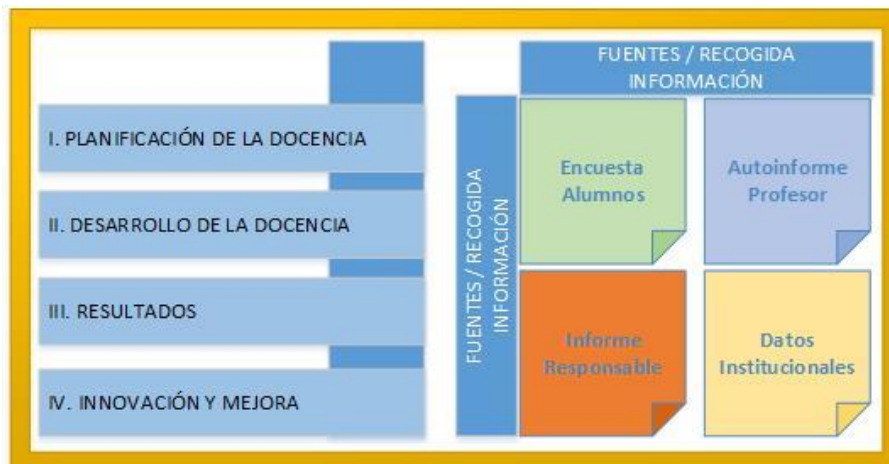 I. PLANIFICACIÓN DE LA DOCENCIA
II. DESARROLLO DE LA DOCENCIA
III. RESULTADOS
IV. INNOVACIÓN Y MEJORA
FUENTES / RECOGIDA
INFORMACIÓN
FUENTES / RECOGIDA
INFORMACIÓN
Encuesta
Alumnos
Autoinforme
Profesor
Informe
Responsable
Datos
Institucionales